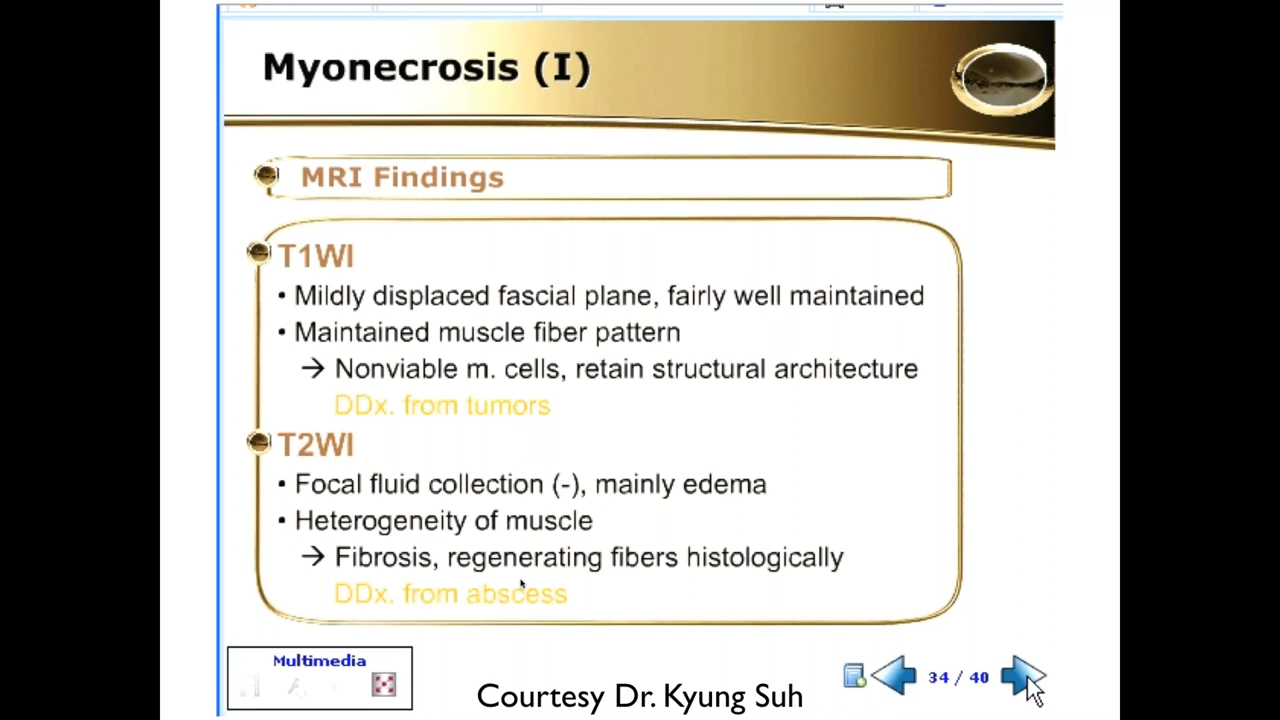 Myonecrosis (I)
MRI Findings
T1WI
• Mildly displaced fascial plane, fairly well maintained
• Maintained muscle fiber pattern
→ Nonviable m. cells, retain structural architecture
DDx. from tumors
T2WI
• Focal fluid collection (-), mainly edema
• Heterogeneity of muscle
→ Fibrosis, regenerating fibers histologically
DDx. from abscess
Multimedia
34 / 40
Courtesy Dr. Kyung Suh